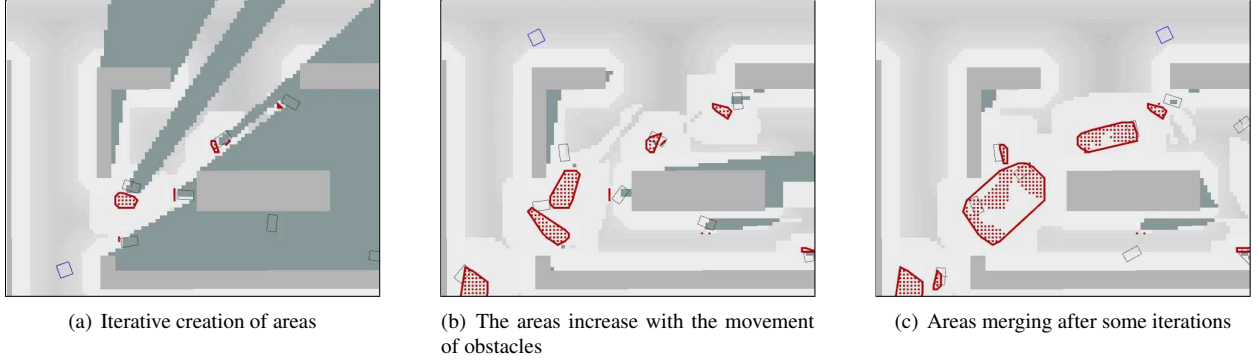 (a) Iterative creation of areas
(b) The areas increase with the movement
of obstacles
(c) Areas merging after some iterations